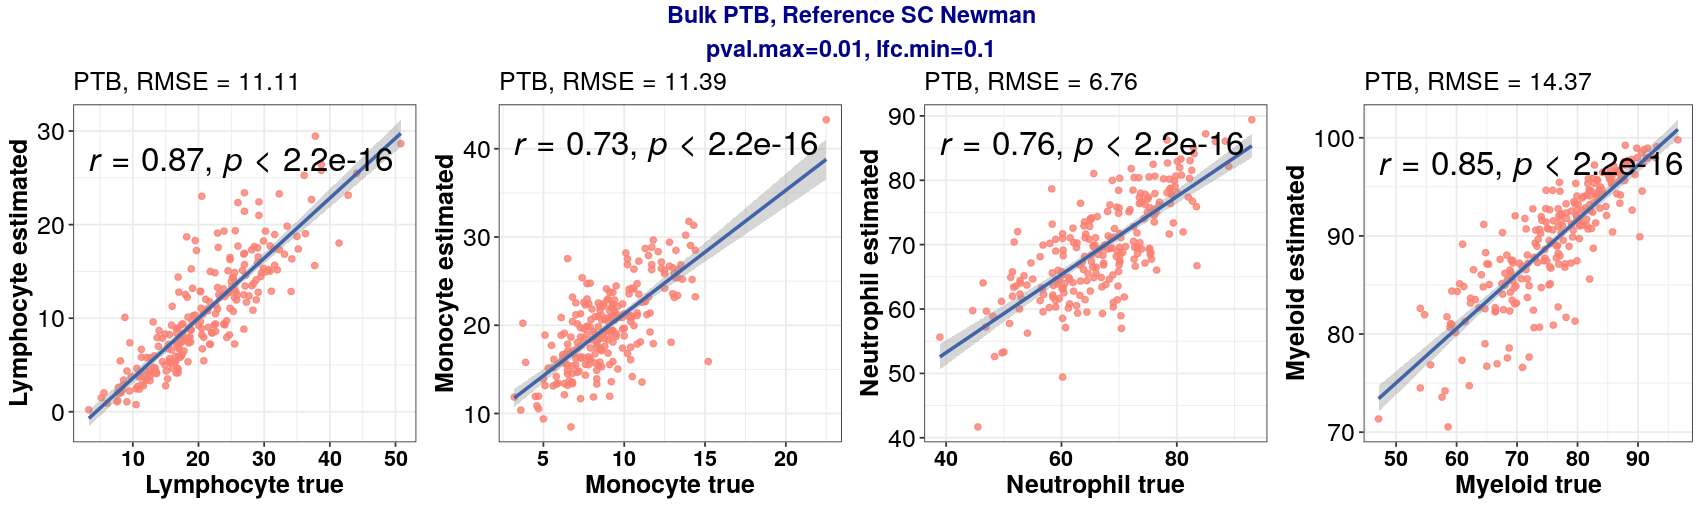 Bulk PTB, Reference SC Newman
pval.max=0.01, lfc.min=0.1
PTB, RMSE = 11.11
r = 0.87, p < 2.2e-16
Lymphocyte estimated
30
20
10
0
10 20 30 40 50
Lymphocyte true
PTB, RMSE = 11.39
r = 0.73, p < 2.2e-16
Monocyte estimated
40
30
20
10
5 10 15 20
Monocyte true
PTB, RMSE = 6.76
r = 0.76, p < 2.2e-16
Neutrophil estimated
90
80
70
60
50
40
40 60 80
Neutrophil true
PTB, RMSE = 14.37
r = 0.85, p < 2.2e-16
Myeloid estimated
100
90
80
70
50 60 70 80 90
Myeloid true